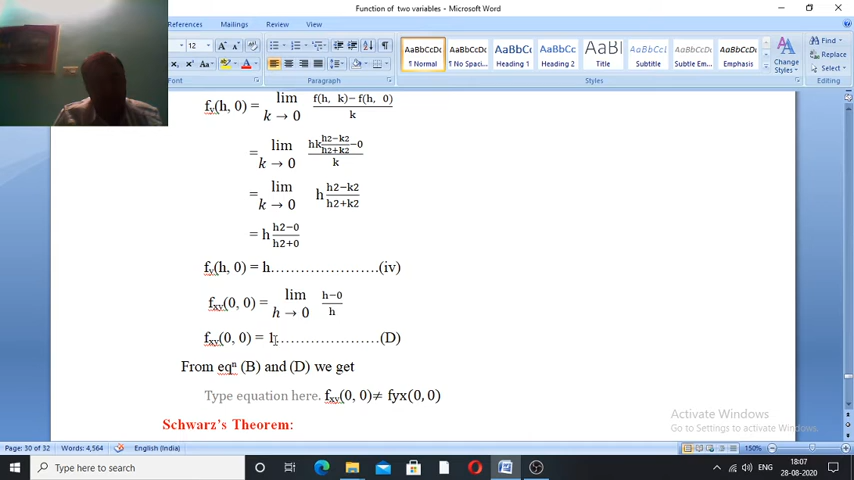 Function of two variables - Microsoft Word
References Mailings Review View
12
AaBbCcDc AaBbCcDc AaBbC AaBbCc AaBl AaBbCc. AaBbCcDc
¶ Normal ¶ No Spaci... Heading 1 Heading 2 Title Subtitle Subtle Em... Emphasis
Change Styles
Find
Replace
Select
Font Paragraph Styles Editing
fy(h, 0) = lim k → 0 f(h, k)− f(h, 0) / k
= lim k → 0 hk h2−k2 / h2+k2 −0 / k
= lim k → 0 h h2−k2 / h2+k2
= h h2−0 / h2+0
fy(h, 0) = h......................(iv)
fxy(0, 0) = lim h → 0 h−0 / h
fxy(0, 0) = 1.....................(D)
From eqn (B) and (D) we get
Type equation here. fxy(0, 0)≠ fyx(0, 0)
Schwarz's Theorem:
Activate Windows
Go to Settings to activate Windows.
Page: 30 of 32 Words: 4,564 English (India) 150%
Type here to search
ENG
18:07
28-08-2020